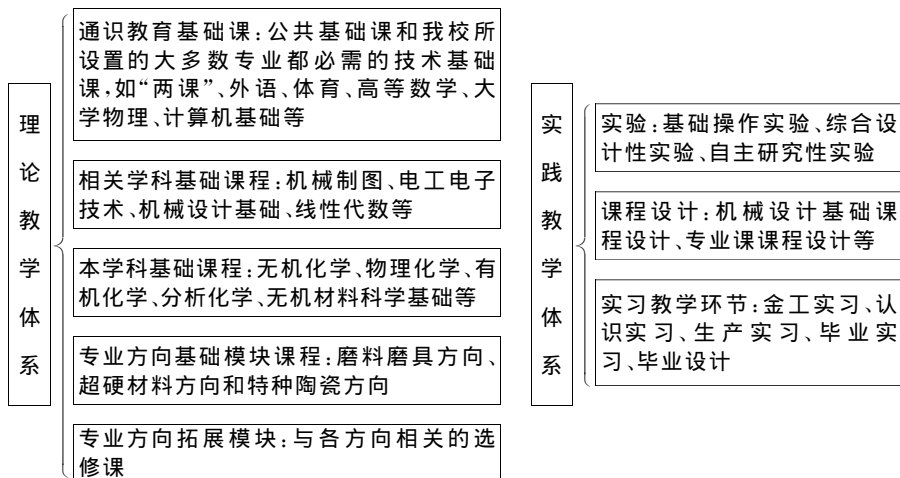 理论教学体系
通识教育基础课:公共基础课和我校所
设置的大多数专业都必需的技术基础
课,如“两课”、外语、体育、高等数学、大
学物理、计算机基础等
相关学科基础课程:机械制图、电工电子
技术、机械设计基础、线性代数等
本学科基础课程:无机化学、物理化学、有
机化学、分析化学、无机材料科学基础等
专业方向基础模块课程:磨料磨具方向、
超硬材料方向和特种陶瓷方向
专业方向拓展模块:与各方向相关的选
修课
实践教学体系
实验:基础操作实验、综合设
计性实验、自主研究性实验
课程设计:机械设计基础课
程设计、专业课课程设计等
实习教学环节:金工实习、认
识实习、生产实习、毕业实
习、毕业设计